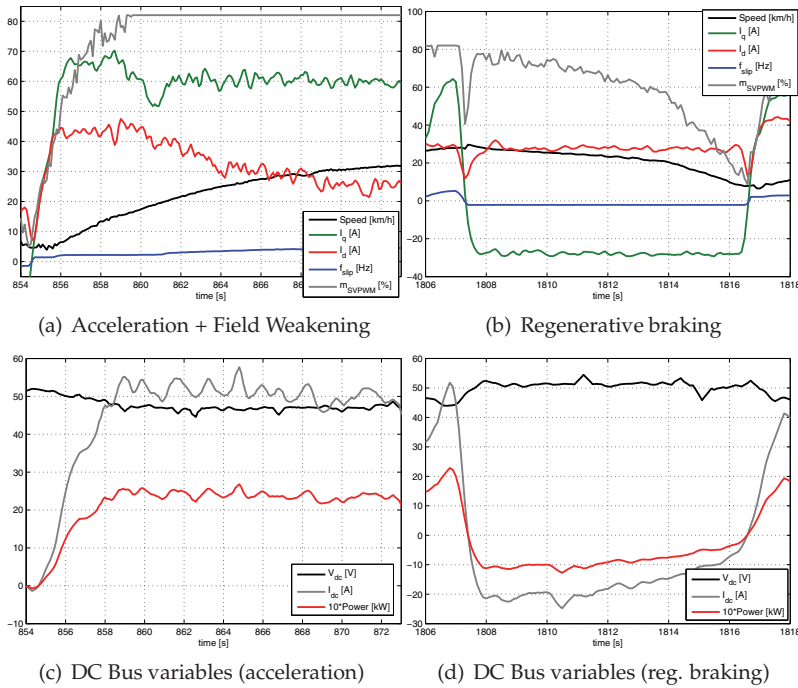 80
70
60
50
40
30
20
10
0
854
856
858
860
862
864
866
868
time [s]
Speed [km/h]
I_q [A]
I_d [A]
f_slip [Hz]
m_SVPWM [%]
(a) Acceleration + Field Weakening
100
80
60
40
20
0
−20
−40
1806
1808
1810
1812
1814
1816
1818
time [s]
Speed [km/h]
I_q [A]
I_d [A]
f_slip [Hz]
m_SVPWM [%]
(b) Regenerative braking
60
50
40
30
20
10
0
−10
854
856
858
860
862
864
866
868
870
872
time [s]
V_dc [V]
I_dc [A]
10*Power [kW]
(c) DC Bus variables (acceleration)
60
50
40
30
20
10
0
−10
−20
−30
1806
1808
1810
1812
1814
1816
1818
time [s]
V_dc [V]
I_dc [A]
10*Power [kW]
(d) DC Bus variables (reg. braking)